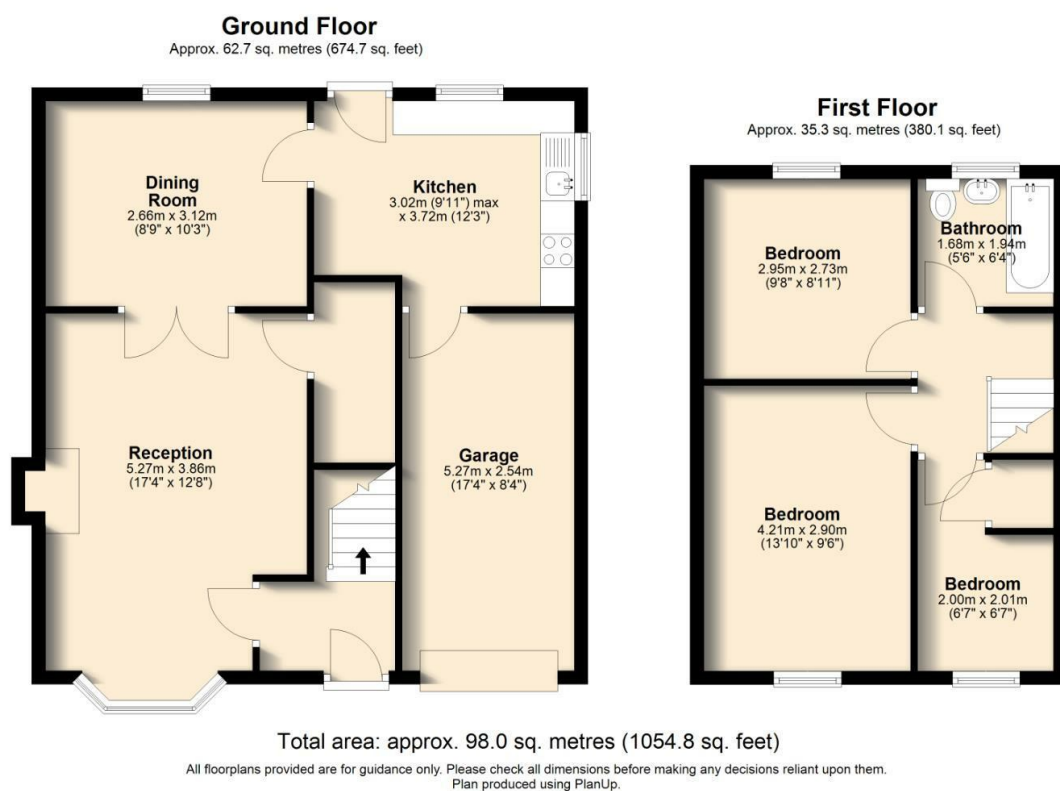 Ground Floor
Approx. 62.7 sq. metres (674.7 sq. feet)
First Floor
Approx. 35.3 sq. metres (380.1 sq. feet)
Dining
Room
2.66m x 3.12m
(8'9" x 10'3")
Kitchen
3.02m (9'11") max
x 3.72m (12'3")
Bedroom
2.95m x 2.73m
(9'8" x 8'11")
Bathroom
1.68m x 1.94m
(5'6" x 6'4")
Reception
5.27m x 3.86m
(17'4" x 12'8")
Garage
5.27m x 2.54m
(17'4" x 8'4")
Bedroom
4.21m x 2.90m
(13'10" x 9'6")
Bedroom
2.00m x 2.01m
(6'7" x 6'7")
Total area: approx. 98.0 sq. metres (1054.8 sq. feet)
All floorplans provided are for guidance only. Please check all dimensions before making any decisions reliant upon them.
Plan produced using PlanUp.